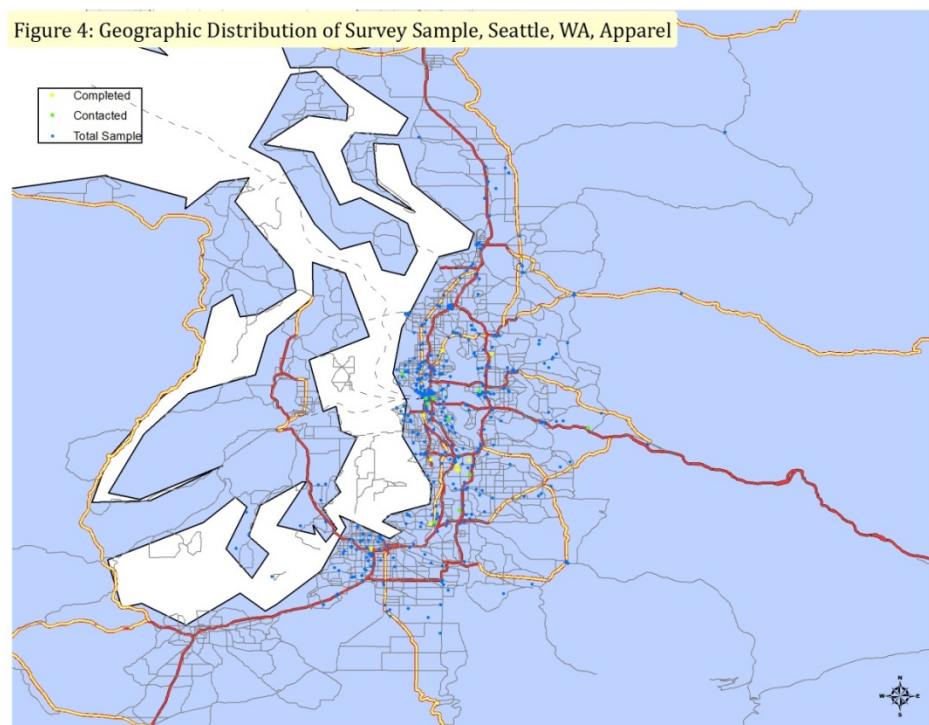 Figure 4: Geographic Distribution of Survey Sample, Seattle, WA, Apparel
Completed
Contacted
Total Sample
N
W E
S